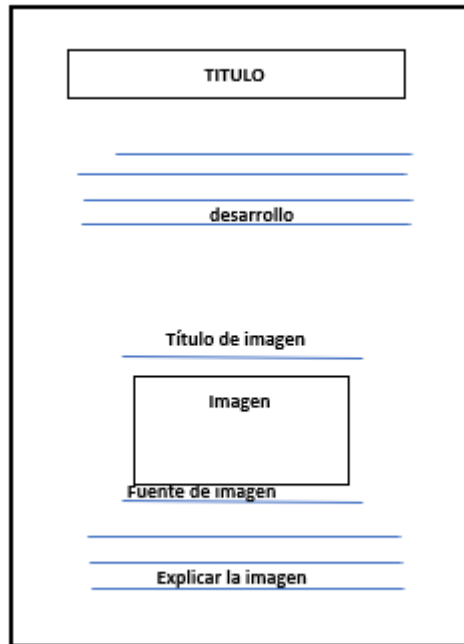 TITULO
desarrollo
Título de imagen
Imagen
Fuente de imagen
Explicar la imagen